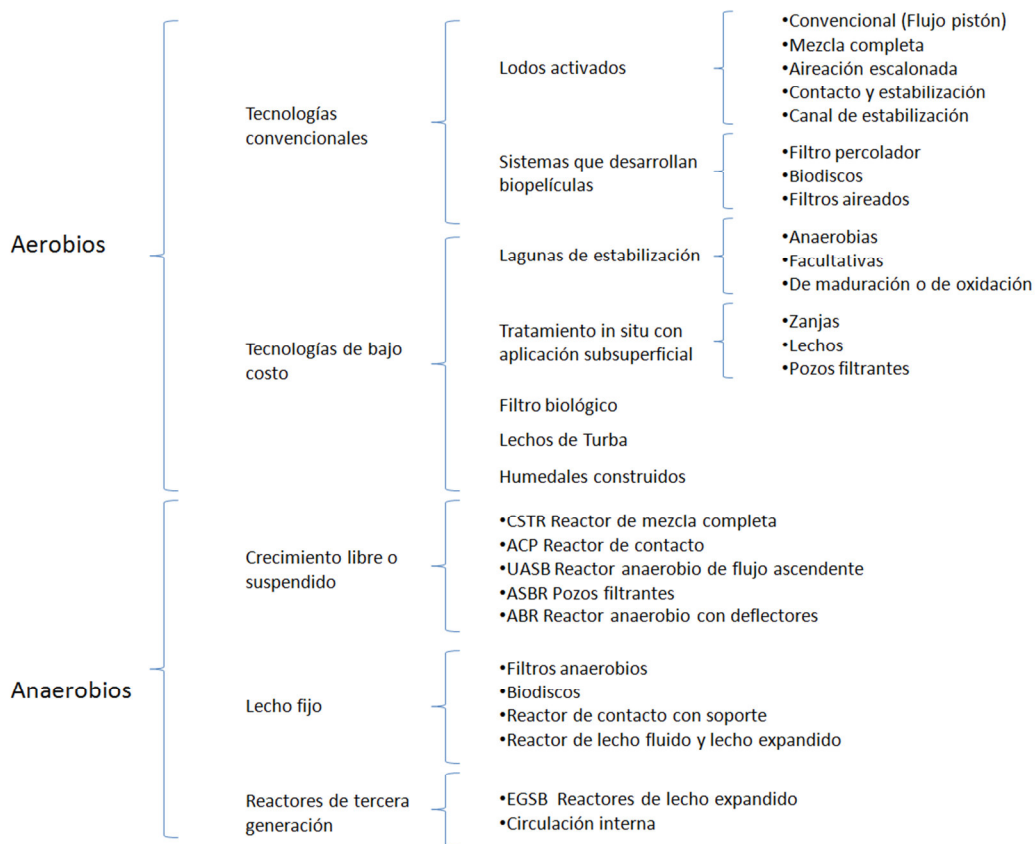 Aerobios
Tecnologías
convencionales
Lodos activados
•Convencional (Flujo pistón)
•Mezcla completa
•Aireación escalonada
•Contacto y estabilización
•Canal de estabilización
Sistemas que desarrollan
biopelículas
•Filtro percolador
•Biodiscos
•Filtros aireados
Tecnologías de bajo
costo
Lagunas de estabilización
•Anaerobias
•Facultativas
•De maduración o de oxidación
Tratamiento in situ con
aplicación subsuperficial
•Zanjas
•Lechos
•Pozos filtrantes
Filtro biológico
Lechos de Turba
Humedales construidos
Anaerobios
Crecimiento libre o
suspendido
•CSTR Reactor de mezcla completa
•ACP Reactor de contacto
•UASB Reactor anaerobio de flujo ascendente
•ASBR Pozos filtrantes
•ABR Reactor anaerobio con deflectores
Lecho fijo
•Filtros anaerobios
•Biodiscos
•Reactor de contacto con soporte
•Reactor de lecho fluido y lecho expandido
Reactores de tercera
generación
•EGSB Reactores de lecho expandido
•Circulación interna